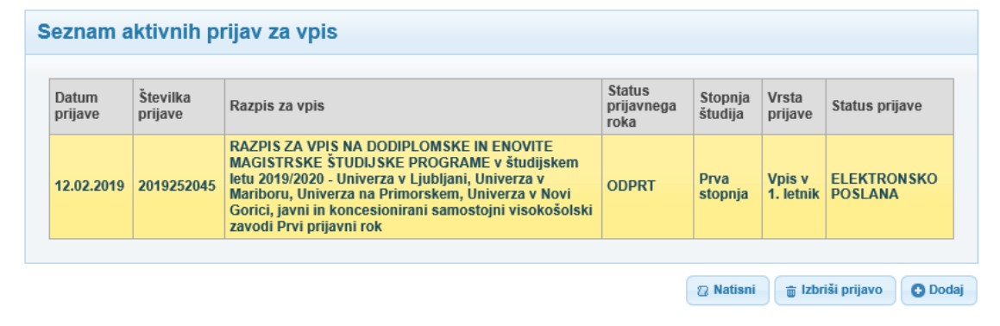 Seznam aktivnih prijav za vpis
Datum prijave
Številka prijave
Razpis za vpis
Status prijavnega roka
Stopnja študija
Vrsta prijave
Status prijave
12.02.2019
2019252045
RAZPIS ZA VPIS NA DODIPLOMSKE IN ENOVITE
MAGISTRSKE ŠTUDIJSKE PROGRAME v študijskem
letu 2019/2020 - Univerza v Ljubljani, Univerza v
Mariboru, Univerza na Primorskem, Univerza v Novi
Gorici, javni in koncesionirani samostojni visokošolski
zavodi Prvi prijavni rok
ODPRT
Prva
stopnja
Vpis v
1. letnik
ELEKTRONSKO
POSLANA
Natisni
Izbriši prijavo
Dodaj